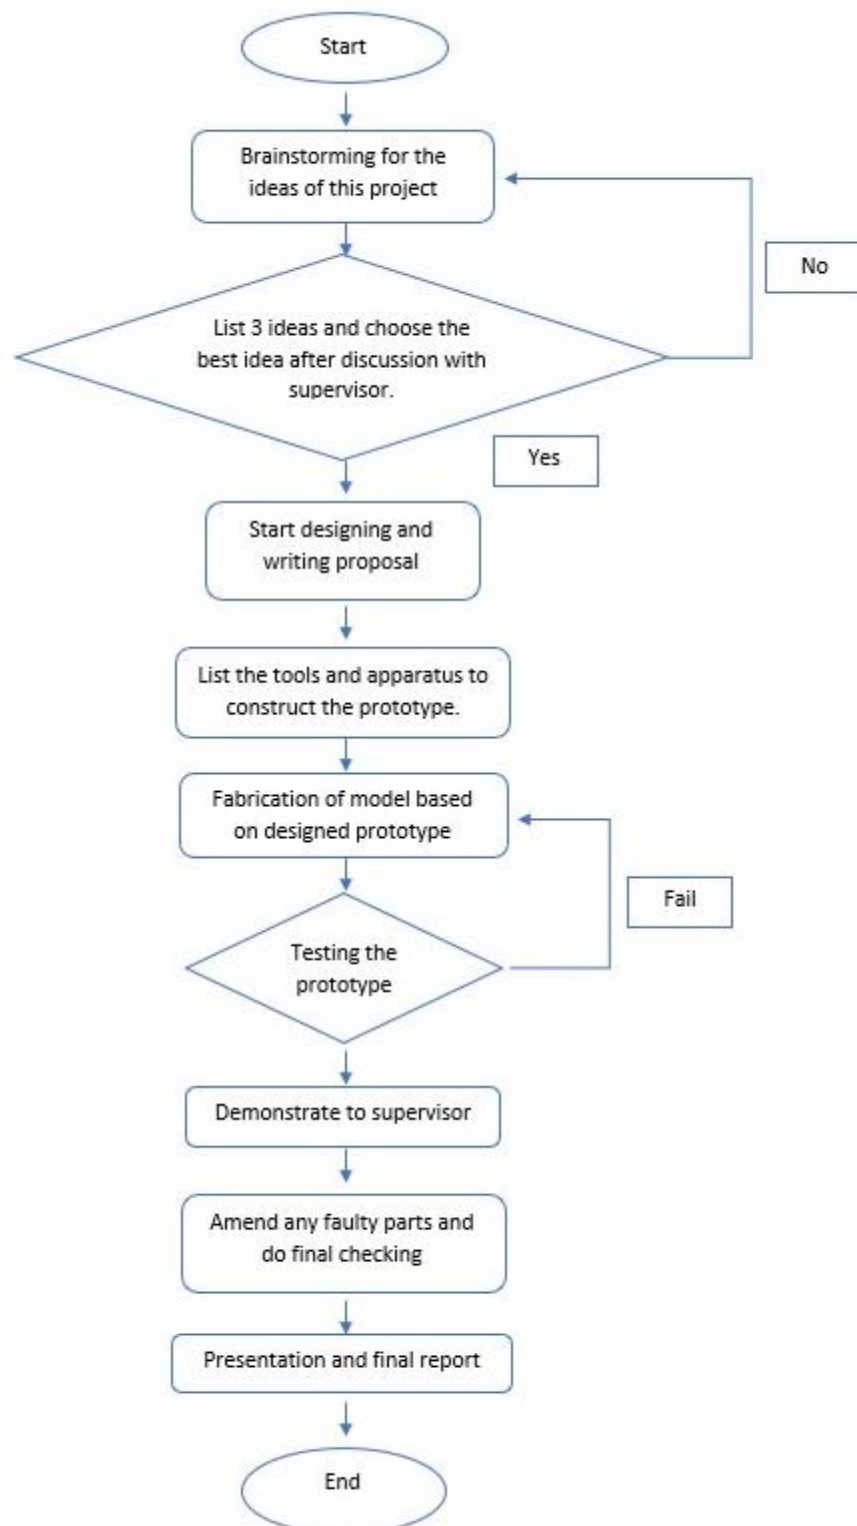 Start
Brainstorming for the
ideas of this project
No
List 3 ideas and choose the
best idea after discussion with
supervisor.
Yes
Start designing and
writing proposal
List the tools and apparatus to
construct the prototype.
Fabrication of model based
on designed prototype
Fail
Testing the
prototype
Demonstrate to supervisor
Amend any faulty parts and
do final checking
Presentation and final report
End